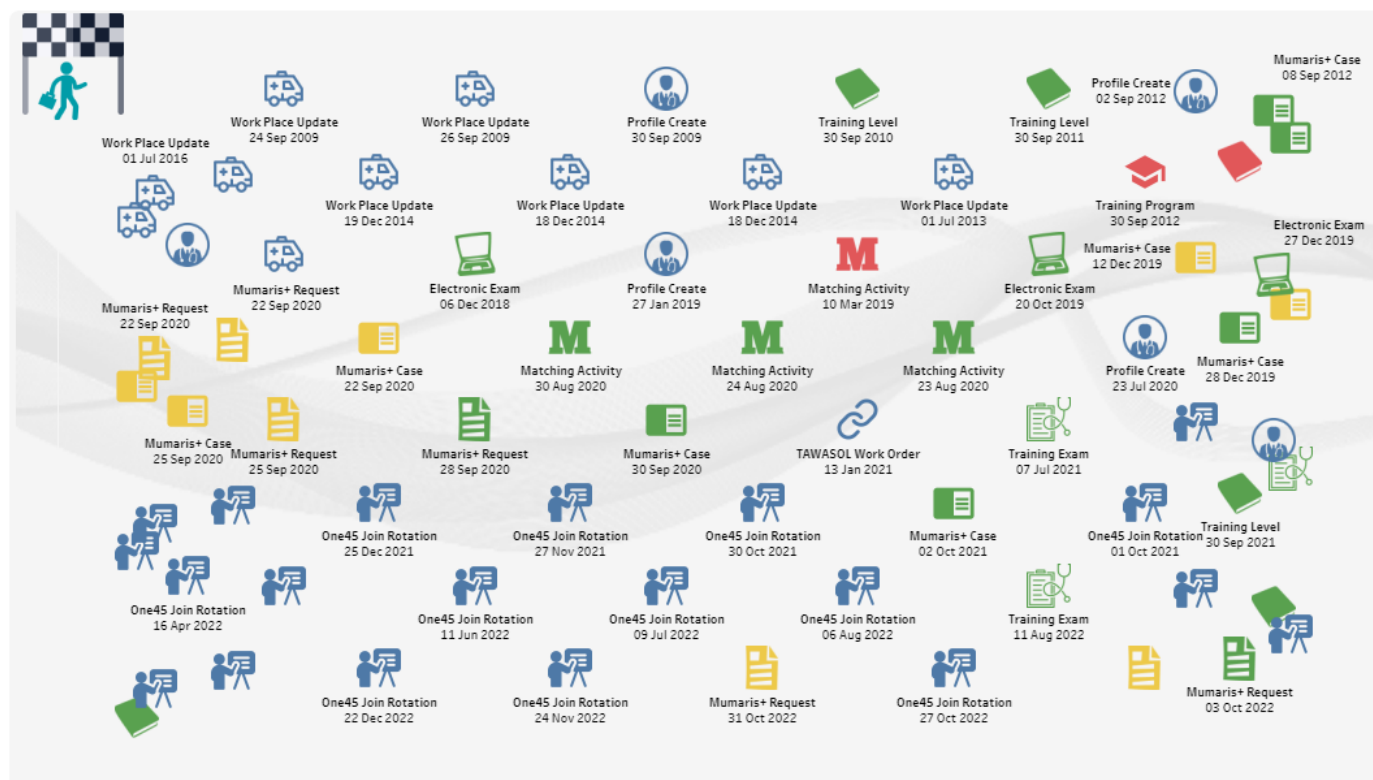 Mumaris+ Case
08 Sep 2012
Profile Create
02 Sep 2012
Work Place Update
24 Sep 2009
Work Place Update
26 Sep 2009
Profile Create
30 Sep 2009
Training Level
30 Sep 2010
Training Level
30 Sep 2011
Work Place Update
01 Jul 2016
Work Place Update
19 Dec 2014
Work Place Update
18 Dec 2014
Work Place Update
18 Dec 2014
Work Place Update
01 Jul 2013
Training Program
30 Sep 2012
Electronic Exam
27 Dec 2019
Mumaris+ Case
12 Dec 2019
Mumaris+ Request
22 Sep 2020
Electronic Exam
06 Dec 2018
Profile Create
27 Jan 2019
M
Matching Activity
10 Mar 2019
Electronic Exam
20 Oct 2019
Mumaris+ Request
22 Sep 2020
Mumaris+ Case
22 Sep 2020
M
Matching Activity
30 Aug 2020
M
Matching Activity
24 Aug 2020
M
Matching Activity
23 Aug 2020
Profile Create
23 Jul 2020
Mumaris+ Case
28 Dec 2019
Mumaris+ Case
25 Sep 2020
Mumaris+ Request
25 Sep 2020
Mumaris+ Request
28 Sep 2020
Mumaris+ Case
30 Sep 2020
TAWASOL Work Order
13 Jan 2021
Training Exam
07 Jul 2021
Training Level
30 Sep 2021
One45 Join Rotation
25 Dec 2021
One45 Join Rotation
27 Nov 2021
One45 Join Rotation
30 Oct 2021
Mumaris+ Case
02 Oct 2021
One45 Join Rotation
01 Oct 2021
One45 Join Rotation
16 Apr 2022
One45 Join Rotation
11 Jun 2022
One45 Join Rotation
09 Jul 2022
One45 Join Rotation
06 Aug 2022
Training Exam
11 Aug 2022
One45 Join Rotation
22 Dec 2022
One45 Join Rotation
24 Nov 2022
Mumaris+ Request
31 Oct 2022
One45 Join Rotation
27 Oct 2022
Mumaris+ Request
03 Oct 2022